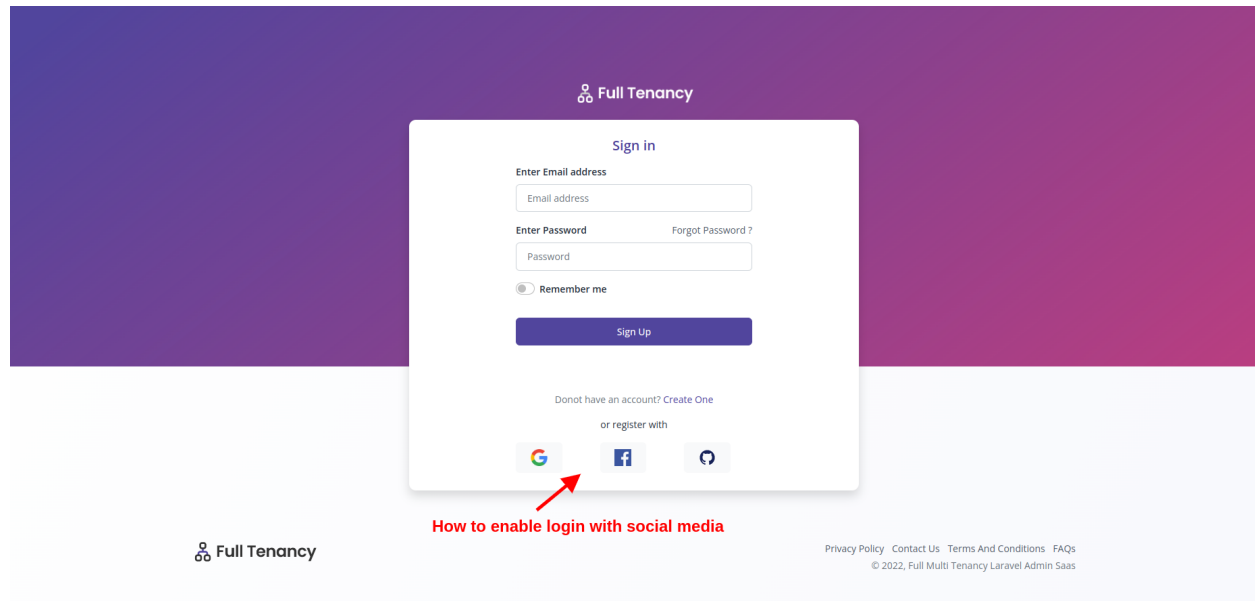 Full Tenancy
Sign in
Enter Email address
Email address
Enter Password Forgot Password ?
Password
Remember me
Sign Up
Donot have an account? Create One
or register with
How to enable login with social media
Full Tenancy
Privacy Policy Contact Us Terms And Conditions FAQs
© 2022, Full Multi Tenancy Laravel Admin Saas